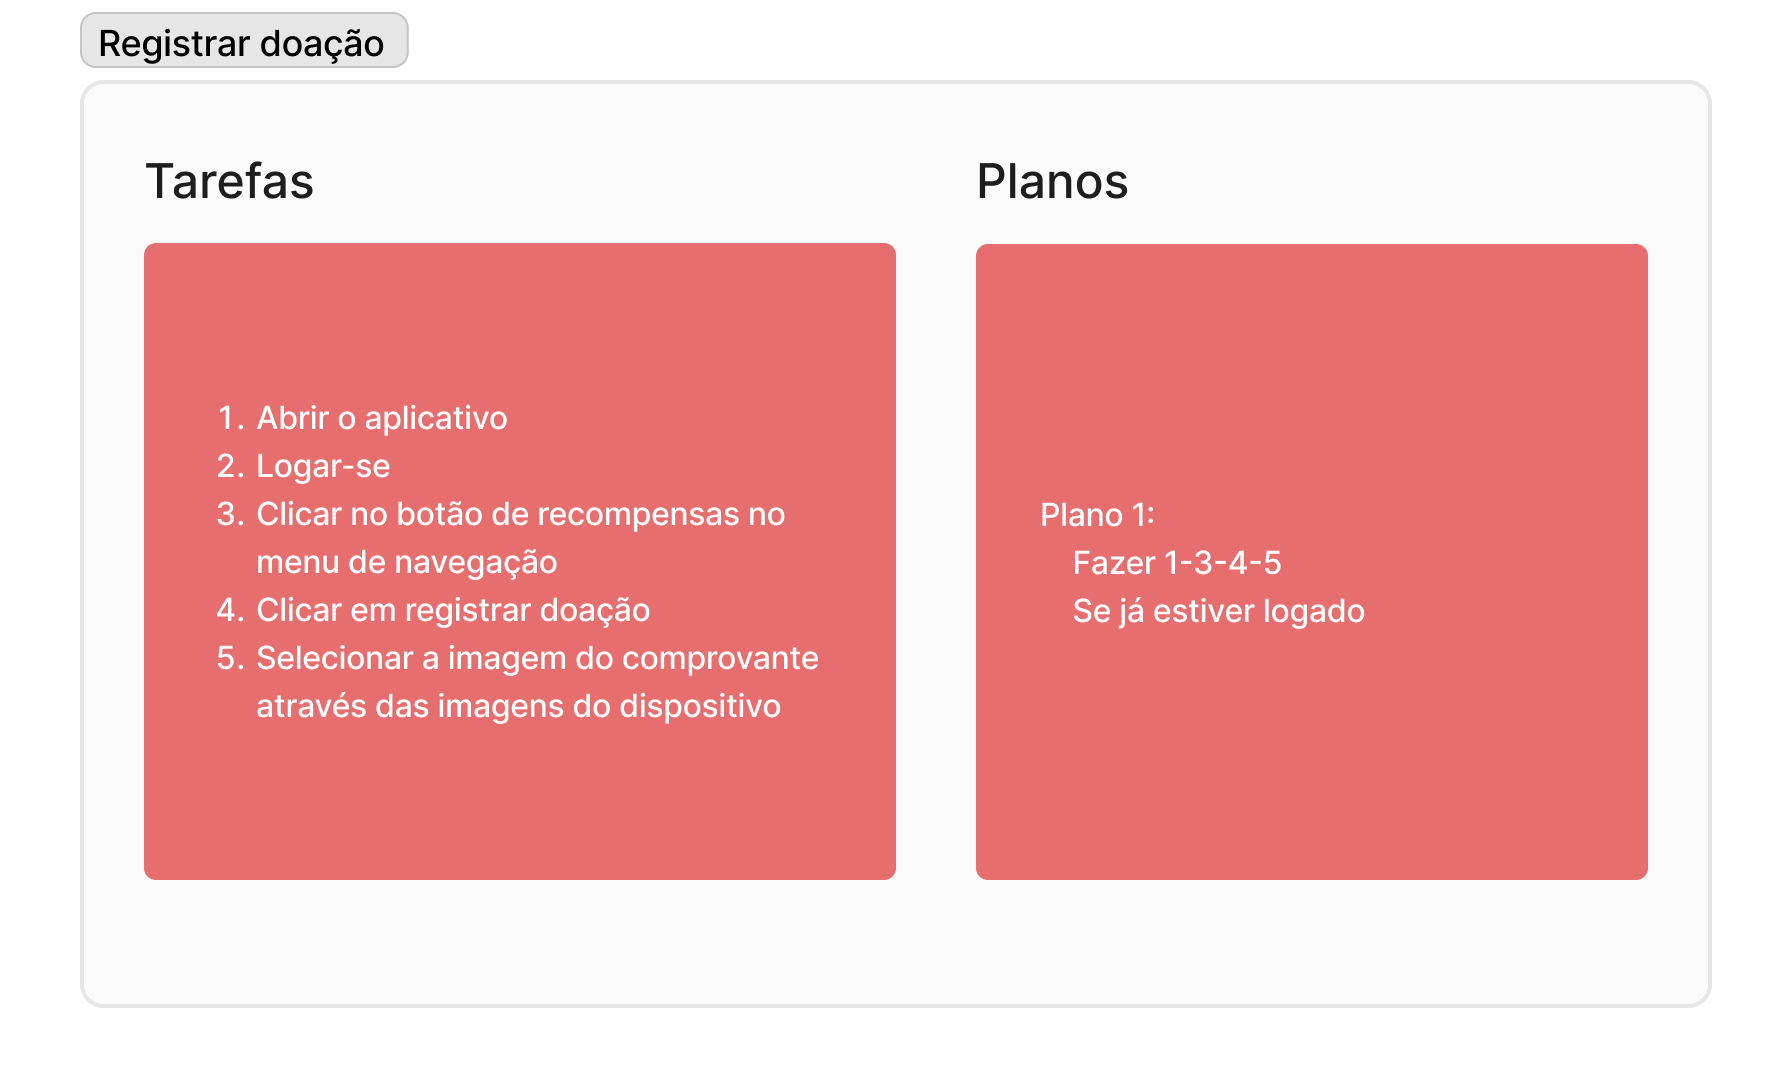 Registrar doação
Tarefas
1. Abrir o aplicativo
2. Logar-se
3. Clicar no botão de recompensas no
menu de navegação
4. Clicar em registrar doação
5. Selecionar a imagem do comprovante
através das imagens do dispositivo
Planos
Plano 1:
Fazer 1-3-4-5
Se já estiver logado